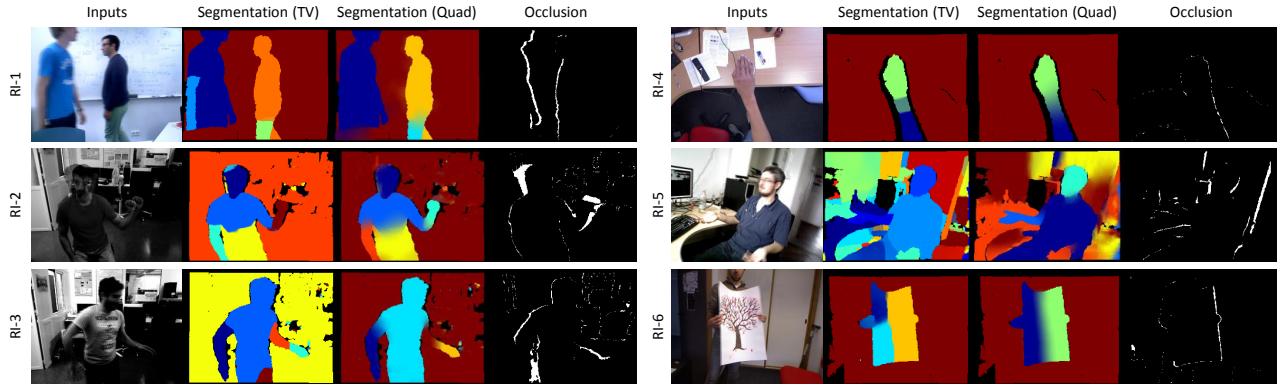 Inputs Segmentation (TV) Segmentation (Quad) Occlusion Inputs Segmentation (TV) Segmentation (Quad) Occlusion
RI-1
RI-4
RI-2
RI-5
RI-3
RI-6